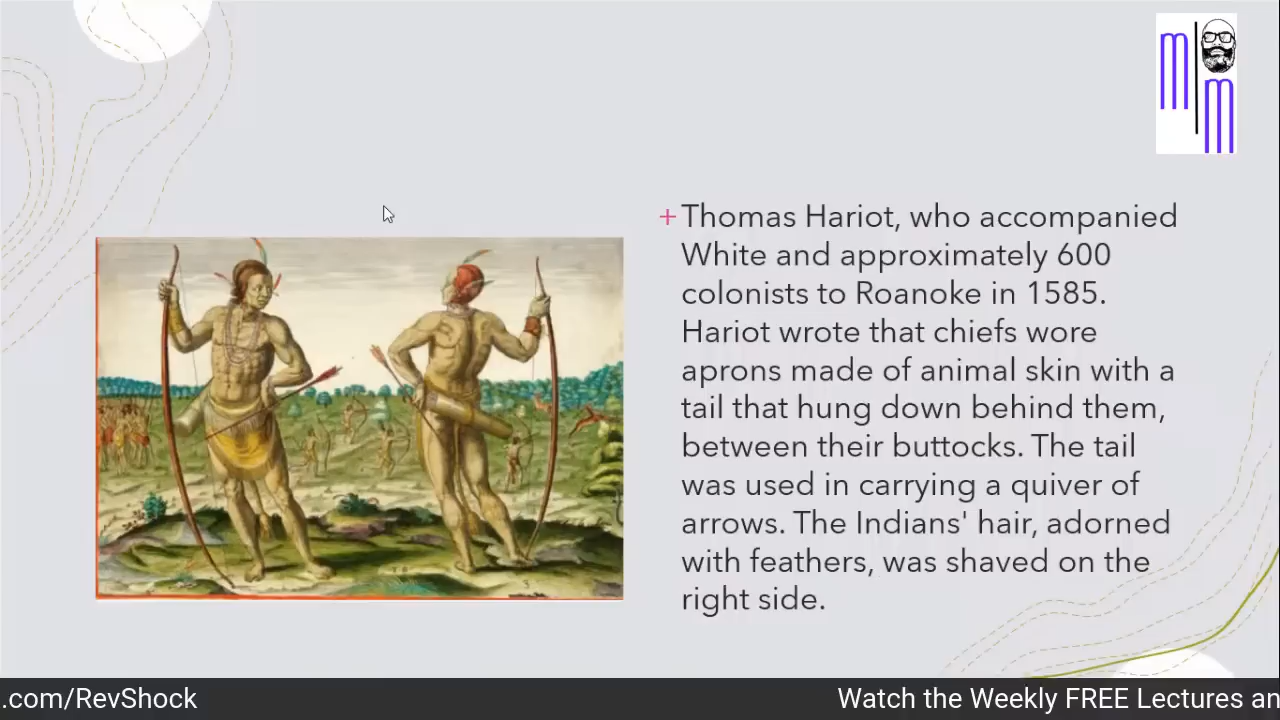 m
m
+Thomas Hariot, who accompanied
White and approximately 600
colonists to Roanoke in 1585.
Hariot wrote that chiefs wore
aprons made of animal skin with a
tail that hung down behind them,
between their buttocks. The tail
was used in carrying a quiver of
arrows. The Indians' hair, adorned
with feathers, was shaved on the
right side.
.com/RevShock
Watch the Weekly FREE Lectures an